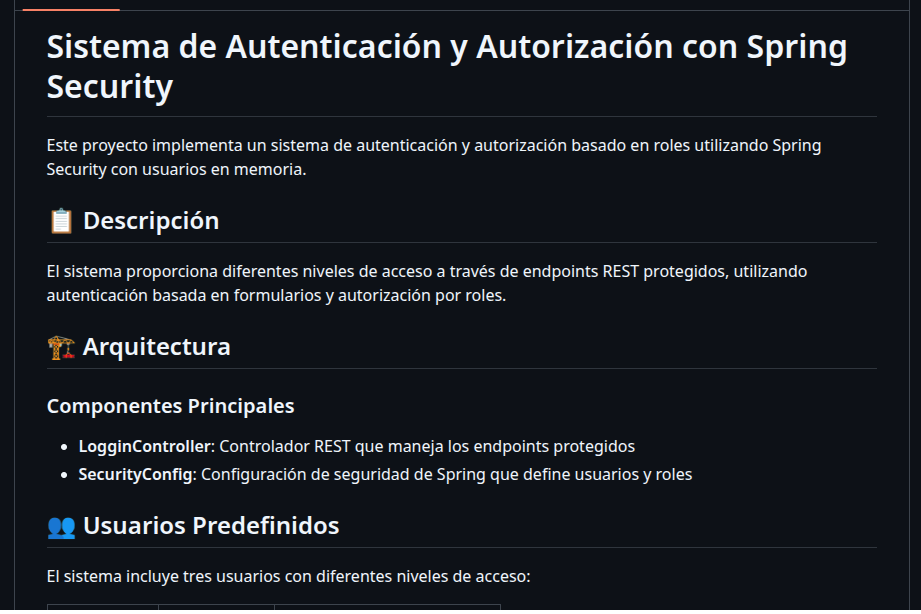 Sistema de Autenticación y Autorización con Spring
Security
Este proyecto implementa un sistema de autenticación y autorización basado en roles utilizando Spring
Security con usuarios en memoria.
📋 Descripción
El sistema proporciona diferentes niveles de acceso a través de endpoints REST protegidos, utilizando
autenticación basada en formularios y autorización por roles.
🏗️ Arquitectura
Componentes Principales
• LogginController: Controlador REST que maneja los endpoints protegidos
• SecurityConfig: Configuración de seguridad de Spring que define usuarios y roles
👥 Usuarios Predefinidos
El sistema incluye tres usuarios con diferentes niveles de acceso: